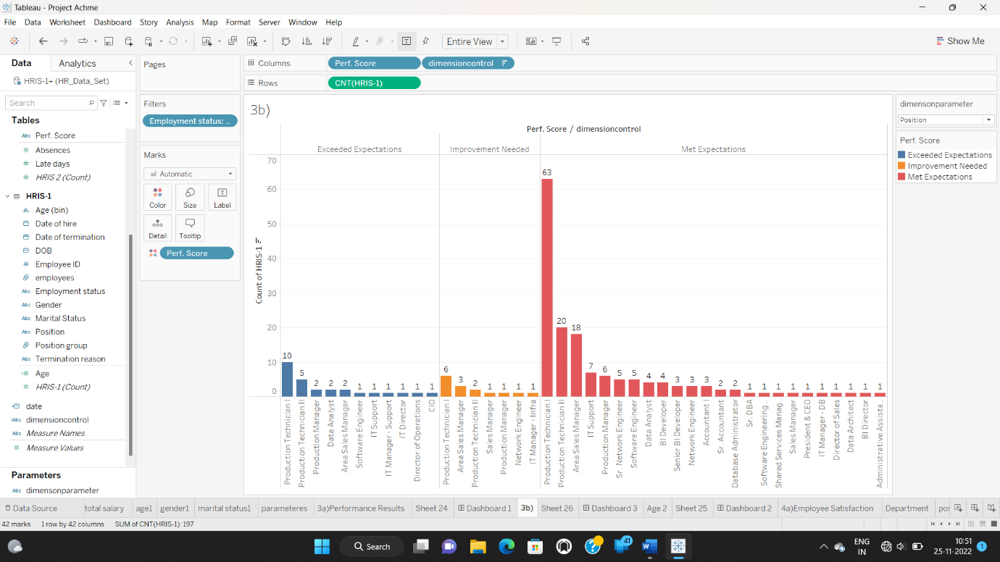 Tableau - Project Achme
File Data Worksheet Dashboard Story Analysis Map Format Server Window Help
Entire View
Show Me
Data Analytics
HRIS-1+ (HR_Data_Set)
Search
Tables
Abc Perf. Score
# Absences
# Late days
# HRIS 2 (Count)
HRIS-1
Age (bin)
Date of hire
Date of termination
DOB
# Employee ID
employees
Abc Employment status
Abc Gender
Abc Marital Status
Abc Position
Position group
Abc Termination reason
=# Age
# HRIS-1 (Count)
date
=Abc dimensioncontrol
Abc Measure Names
# Measure Values
Parameters
Abc dimensonparameter
Pages
Filters
Employment status: ..
Marks
Automatic
Color Size Label
Detail Tooltip
Perf. Score
Columns Perf. Score dimensioncontrol
Rows CNT(HRIS-1)
3b)
Perf. Score / dimensioncontrol
Exceeded Expectations Improvement Needed Met Expectations
Count of HRIS-1
70
60
50
40
30
20
10
0
10 5 2 2 2 1 1 1 1 1 1
6 3 2 1 1 1 1
63 20 18 7 6 5 5 4 4 3 3 3 2 2 1 1 1 1 1 1 1 1 1 1
Production Technician I
Production Technician II
Production Manager
Data Analyst
Area Sales Manager
Software Engineer
IT Support
IT Manager - Support
IT Director
Director of Operations
CIO
Production Technician I
Area Sales Manager
Production Technician II
Sales Manager
Production Manager
Network Engineer
IT Manager - Infra
Production Technician I
Production Technician II
Area Sales Manager
IT Support
Production Manager
Sr. Network Engineer
Software Engineer
Data Analyst
BI Developer
Senior BI Developer
Network Engineer
Accountant I
Sr. Accountant
Database Administrator
Sr. DBA
Software Engineering ..
Shared Services Manag..
Sales Manager
President & CEO
IT Manager - DB
Director of Sales
Data Architect
BI Director
Administrative Assista..
dimensonparameter
Position
Perf. Score
Exceeded Expectations
Improvement Needed
Met Expectations
Data Source total salary age1 gender1 marital status1 parameteres 3a)Performance Results Sheet 24 Dashboard 1 3b) Sheet 26 Dashboard 3 Age 2 Sheet 25 Dashboard 2 4a)Employee Satisfaction Department pos
42 marks 1 row by 42 columns SUM of CNT(HRIS-1): 197
Search
41
W
ENG
IN
10:51
25-11-2022
1